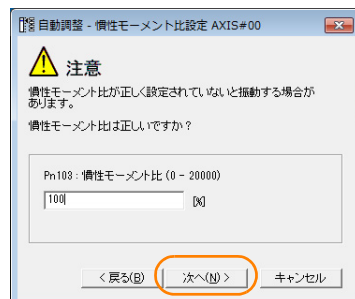 自動調整 - 慣性モーメント比設定 AXIS#00
注意
慣性モーメント比が正しく設定されていないと振動する場合が
あります。
慣性モーメント比は正しいですか？
Pn103 : 慣性モーメント比 (0 - 20000)
100 [%]
< 戻る(B) 次へ(N) > キャンセル